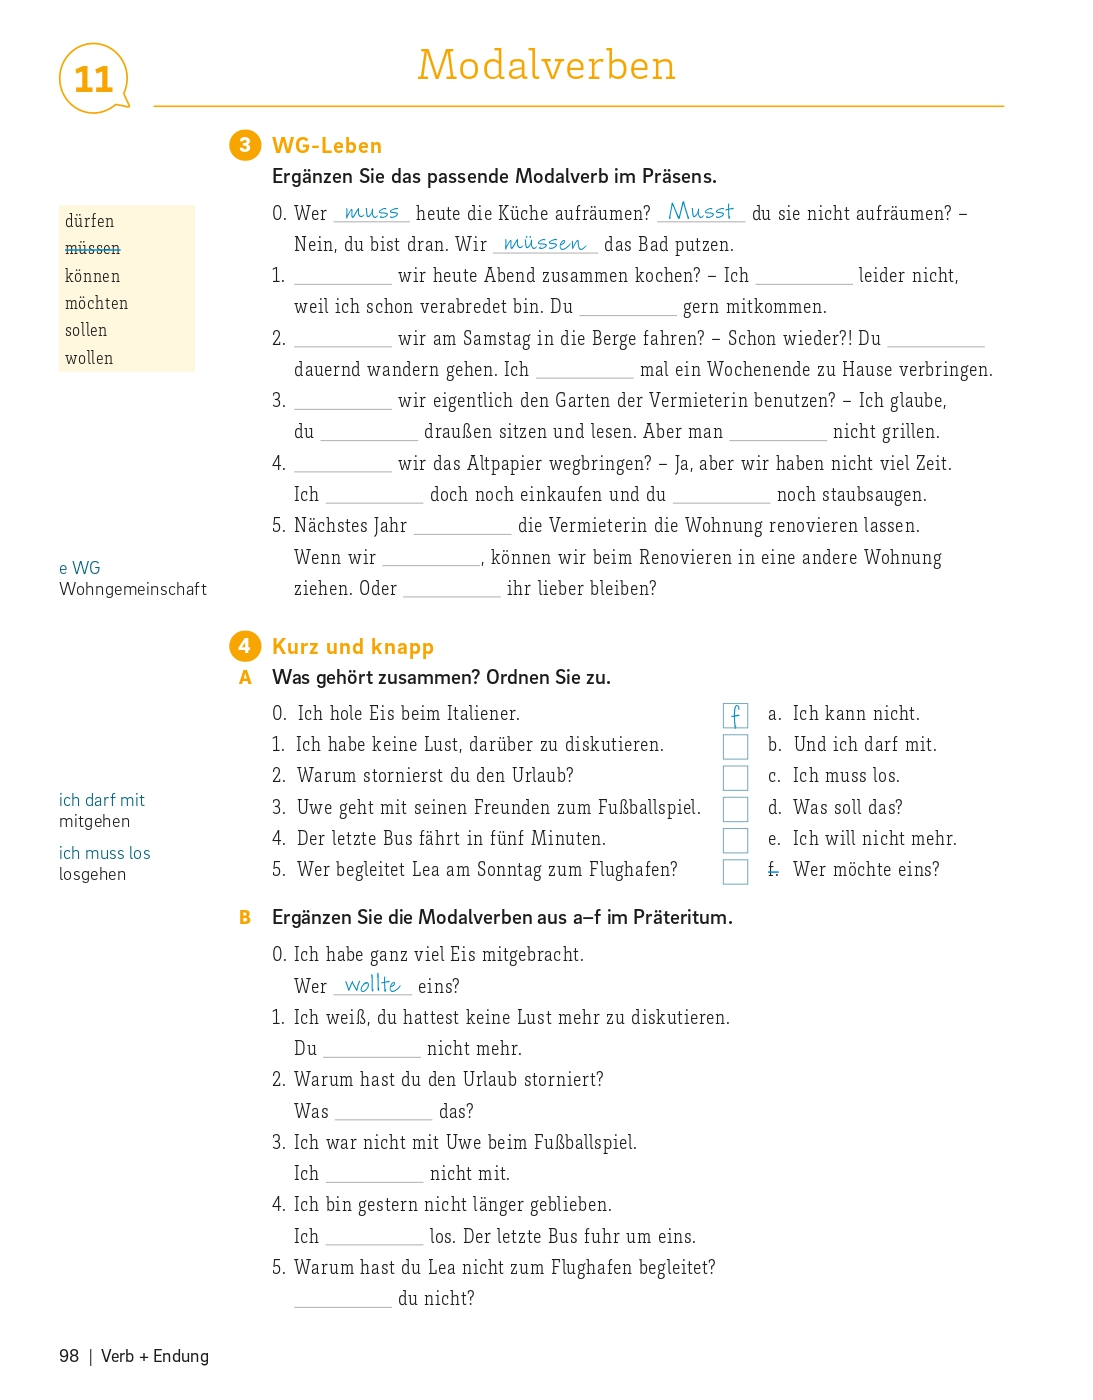 11
Modalverben
3 WG-Leben
Ergänzen Sie das passende Modalverb im Präsens.
dürfen
müssen
können
möchten
sollen
wollen
0. Wer muss heute die Küche aufräumen? Musst du sie nicht aufräumen? –
Nein, du bist dran. Wir müssen das Bad putzen.
1. __________ wir heute Abend zusammen kochen? – Ich __________ leider nicht,
weil ich schon verabredet bin. Du __________ gern mitkommen.
2. __________ wir am Samstag in die Berge fahren? – Schon wieder?! Du __________
dauernd wandern gehen. Ich __________ mal ein Wochenende zu Hause verbringen.
3. __________ wir eigentlich den Garten der Vermieterin benutzen? – Ich glaube,
du __________ draußen sitzen und lesen. Aber man __________ nicht grillen.
4. __________ wir das Altpapier wegbringen? – Ja, aber wir haben nicht viel Zeit.
Ich __________ doch noch einkaufen und du __________ noch staubsaugen.
5. Nächstes Jahr __________ die Vermieterin die Wohnung renovieren lassen.
Wenn wir __________, können wir beim Renovieren in eine andere Wohnung
ziehen. Oder __________ ihr lieber bleiben?
e WG
Wohngemeinschaft
4 Kurz und knapp
A Was gehört zusammen? Ordnen Sie zu.
0. Ich hole Eis beim Italiener. f a. Ich kann nicht.
1. Ich habe keine Lust, darüber zu diskutieren. b. Und ich darf mit.
2. Warum stornierst du den Urlaub? c. Ich muss los.
3. Uwe geht mit seinen Freunden zum Fußballspiel. d. Was soll das?
4. Der letzte Bus fährt in fünf Minuten. e. Ich will nicht mehr.
5. Wer begleitet Lea am Sonntag zum Flughafen? f. Wer möchte eins?
ich darf mit
mitgehen
ich muss los
losgehen
B Ergänzen Sie die Modalverben aus a–f im Präteritum.
0. Ich habe ganz viel Eis mitgebracht.
Wer wollte eins?
1. Ich weiß, du hattest keine Lust mehr zu diskutieren.
Du __________ nicht mehr.
2. Warum hast du den Urlaub storniert?
Was __________ das?
3. Ich war nicht mit Uwe beim Fußballspiel.
Ich __________ nicht mit.
4. Ich bin gestern nicht länger geblieben.
Ich __________ los. Der letzte Bus fuhr um eins.
5. Warum hast du Lea nicht zum Flughafen begleitet?
__________ du nicht?
98 | Verb + Endung